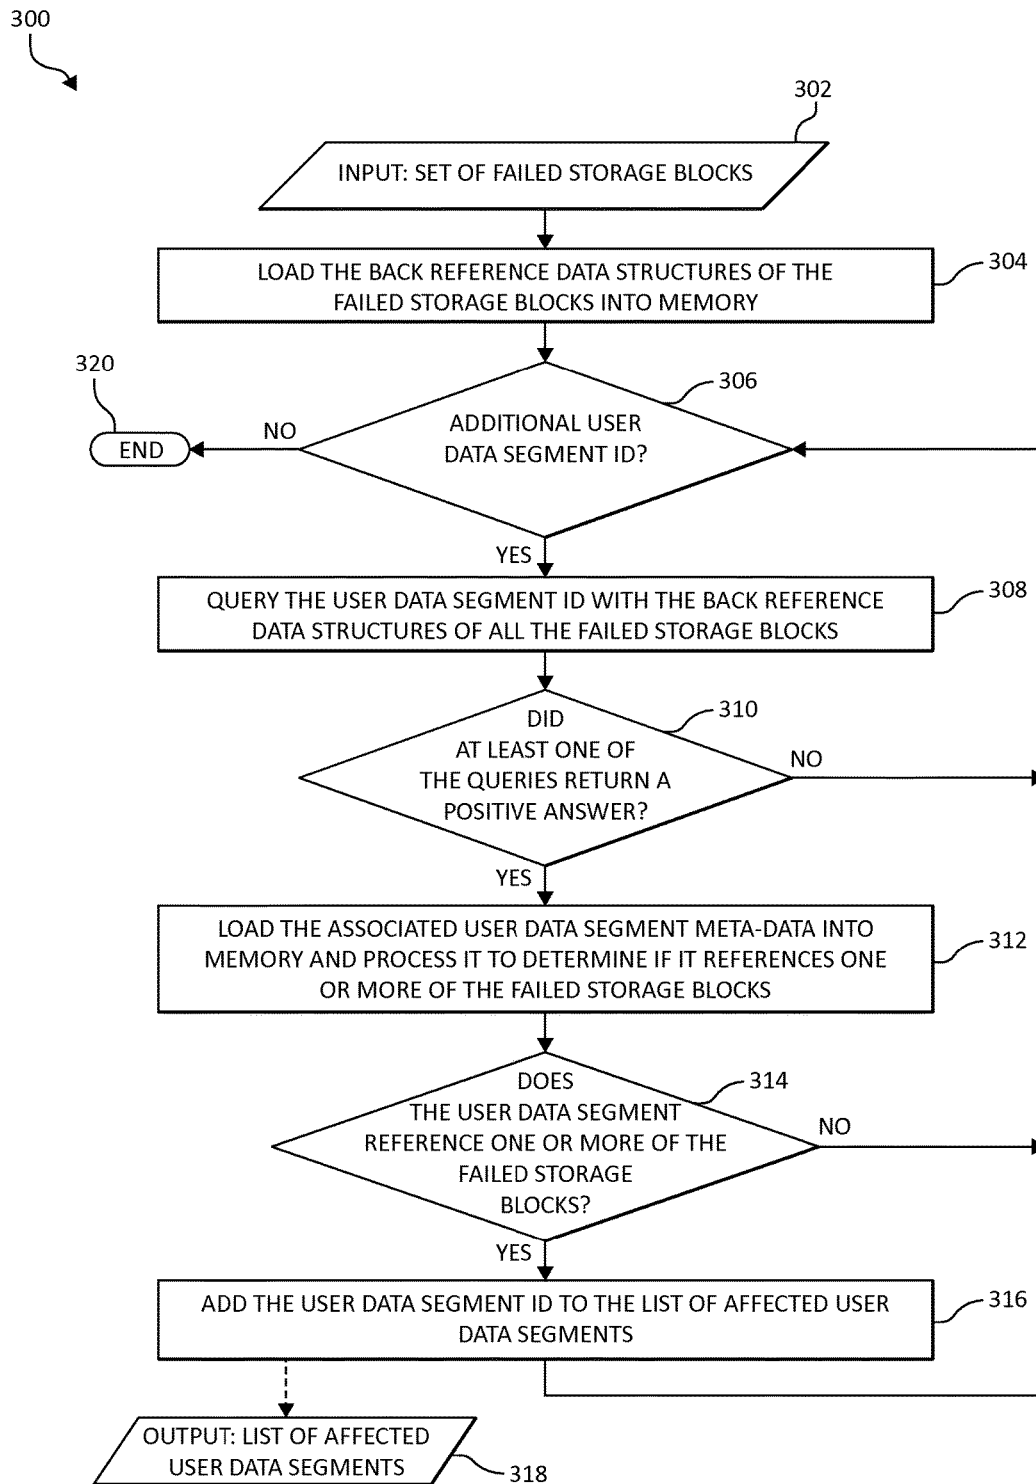 300
302
INPUT: SET OF FAILED STORAGE BLOCKS
LOAD THE BACK REFERENCE DATA STRUCTURES OF THE
FAILED STORAGE BLOCKS INTO MEMORY
304
320
306
END
NO
ADDITIONAL USER
DATA SEGMENT ID?
YES
QUERY THE USER DATA SEGMENT ID WITH THE BACK REFERENCE
DATA STRUCTURES OF ALL THE FAILED STORAGE BLOCKS
308
310
DID
AT LEAST ONE OF
THE QUERIES RETURN A
POSITIVE ANSWER?
NO
YES
LOAD THE ASSOCIATED USER DATA SEGMENT META-DATA INTO
MEMORY AND PROCESS IT TO DETERMINE IF IT REFERENCES ONE
OR MORE OF THE FAILED STORAGE BLOCKS
312
314
DOES
THE USER DATA SEGMENT
REFERENCE ONE OR MORE OF THE
FAILED STORAGE
BLOCKS?
NO
YES
ADD THE USER DATA SEGMENT ID TO THE LIST OF AFFECTED USER
DATA SEGMENTS
316
OUTPUT: LIST OF AFFECTED
USER DATA SEGMENTS
318